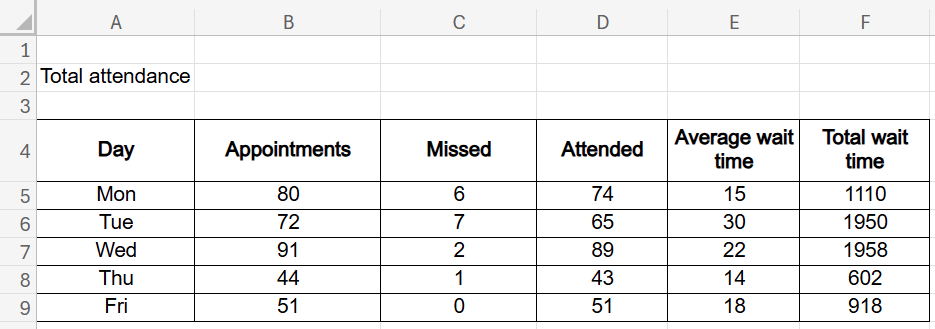 A B C D E F
1
2 Total attendance
3
4 Day Appointments Missed Attended Average wait time Total wait time
5 Mon 80 6 74 15 1110
6 Tue 72 7 65 30 1950
7 Wed 91 2 89 22 1958
8 Thu 44 1 43 14 602
9 Fri 51 0 51 18 918